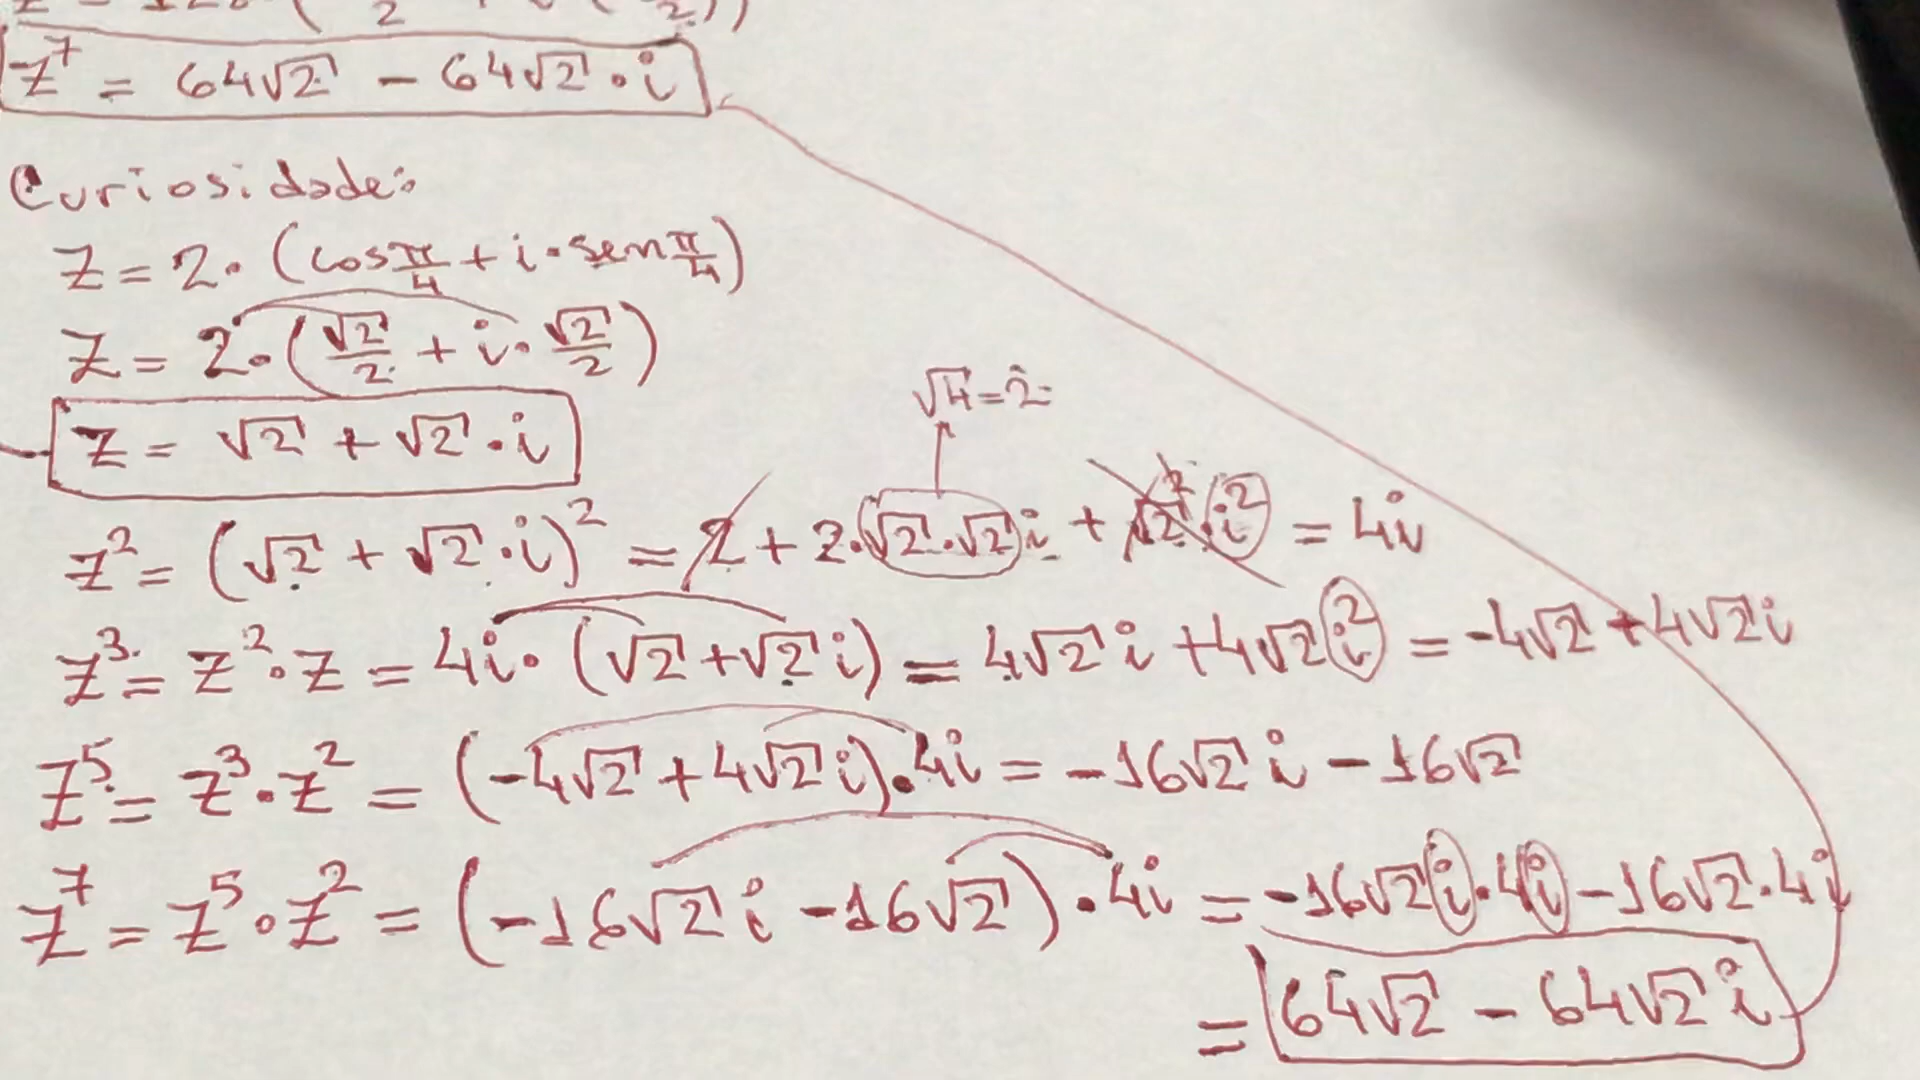 z⁷ = 64√2 - 64√2 · i
Curiosidade:
z = 2 · (cos π/4 + i · sen π/4)
z = 2 · (√2/2 + i · √2/2)
√4 = 2
z = √2 + √2 · i
z² = (√2 + √2 · i)² = 2 + 2 · √2 · √2 i + √2² · i² = 4i
z³ = z² · z = 4i · (√2 + √2 i) = 4√2 i + 4√2 i² = -4√2 + 4√2 i
z⁵ = z³ · z² = (-4√2 + 4√2 i) · 4i = -16√2 i - 16√2
z⁷ = z⁵ · z² = (-16√2 i - 16√2) · 4i = -16√2 i · 4i - 16√2 · 4i
= 64√2 - 64√2 i